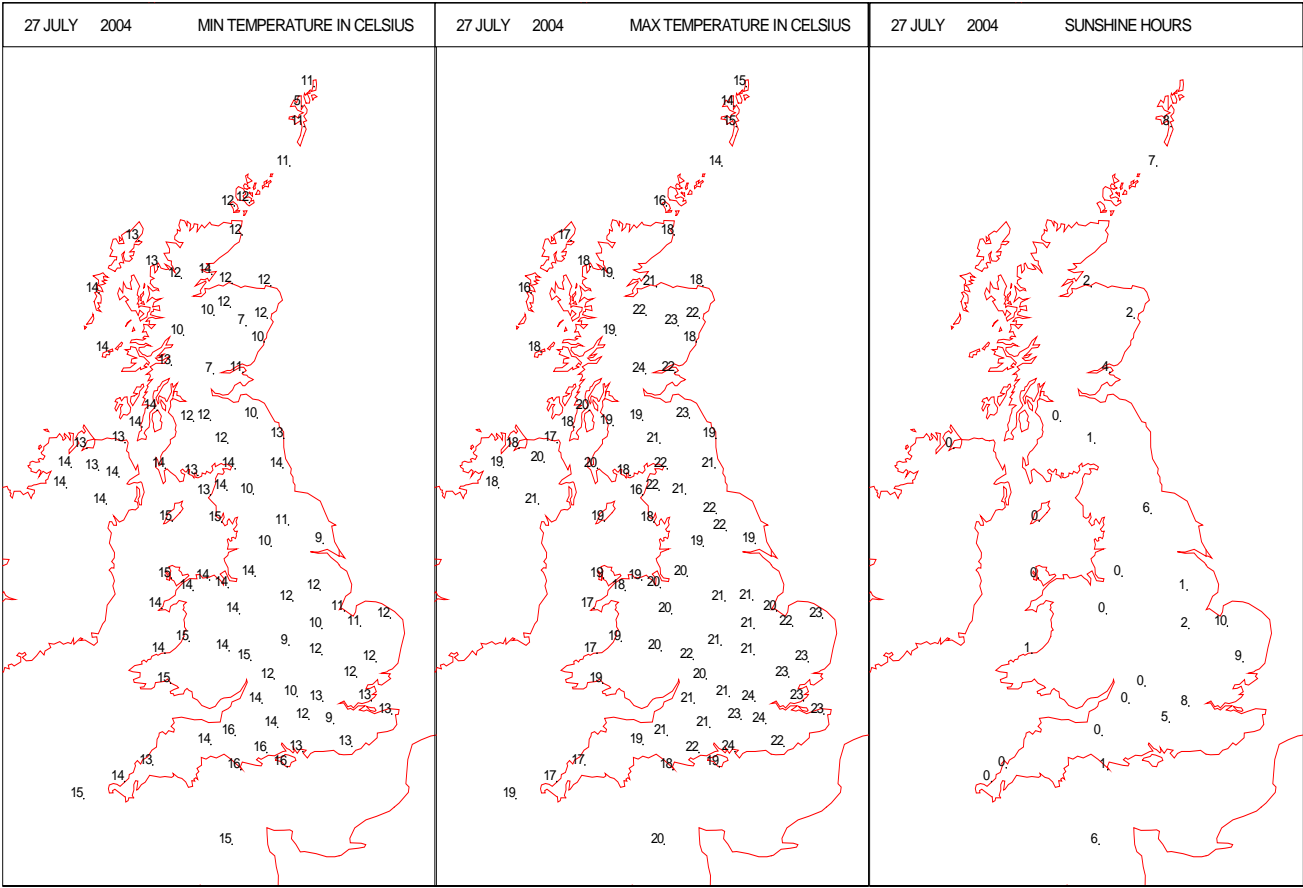 27 JULY 2004 MIN TEMPERATURE IN CELSIUS
11
5
11
11
12 12
12
13
13
12 14
12 12
14
12
10 12
7
10 10
14
13 7 11
14 12 12 10
14
13 13 12 13
14 13 14 14 13 14 14
14 13 14 10
14
15 15 11
10 9
15 14 14
14 14 12
14 14 12 11 12
10 11
15 9
14 14 15 12 12
15 12 12
14 10 13 13
14 12 9 13
16
14 16 13 13
14 13 16 16
15
15
27 JULY 2004 MAX TEMPERATURE IN CELSIUS
15
14
15
14
16
18
17
18
19
21 18
16
22 23 22
19 18
18
24 22
20
18 19 19 23
18 17 21 19
19 20 20 18 22 21
18 16 22 21
21
19 18 22
22
19 19
19 19 20
18 20 21 21
17 20 20 23
21 22
17 19 20 21 21
22 23
19 20 23
21 21 24 23
21 23 24 23
21
19 22 24 22
17 17 18 19
19
20
27 JULY 2004 SUNSHINE HOURS
8
7
2
2
4
0
0 1
0 6
0 0
1
0 2 10
1 9
0
0 8
5
0
0 0 1
6